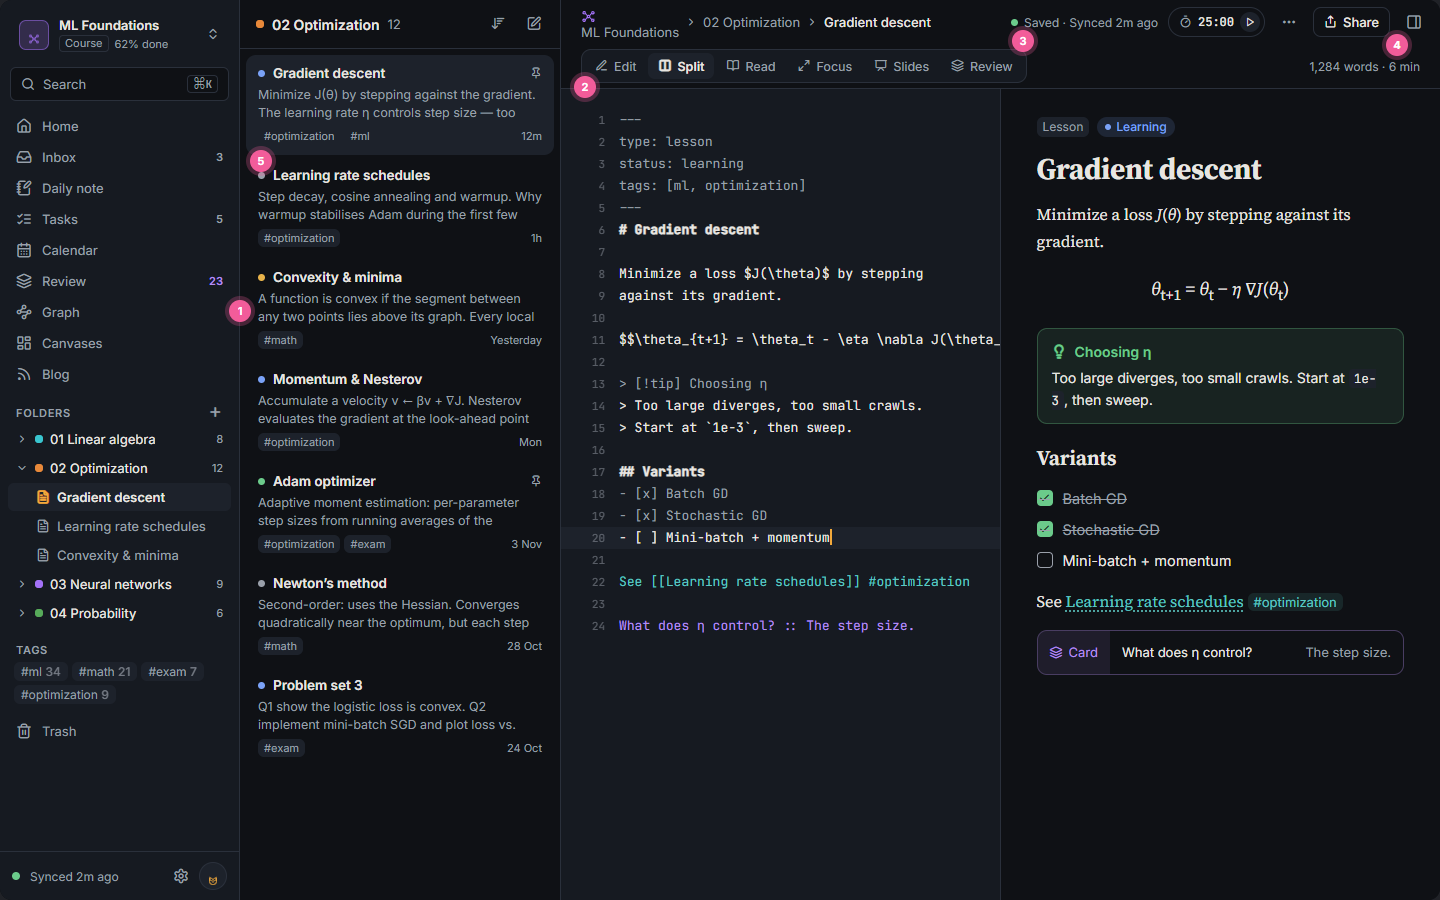 ML Foundations
Course 62% done
Search ⌘K
Home
Inbox 3
Daily note
Tasks 5
Calendar
Review 23
Graph
Canvases
Blog
FOLDERS +
01 Linear algebra 8
02 Optimization 12
Gradient descent
Learning rate schedules
Convexity & minima
03 Neural networks 9
04 Probability 6
TAGS
#ml 34 #math 21 #exam 7
#optimization 9
Trash
Synced 2m ago
02 Optimization 12
Gradient descent
Minimize J(θ) by stepping against the gradient.
The learning rate η controls step size — too
#optimization #ml 12m
5
Learning rate schedules
Step decay, cosine annealing and warmup. Why
warmup stabilises Adam during the first few
#optimization 1h
Convexity & minima
A function is convex if the segment between
any two points lies above its graph. Every local
1
#math Yesterday
Momentum & Nesterov
Accumulate a velocity v ← βv + ∇J. Nesterov
evaluates the gradient at the look-ahead point
#optimization Mon
Adam optimizer
Adaptive moment estimation: per-parameter
step sizes from running averages of the
#optimization #exam 3 Nov
Newton's method
Second-order: uses the Hessian. Converges
quadratically near the optimum, but each step
#math 28 Oct
Problem set 3
Q1 show the logistic loss is convex. Q2
implement mini-batch SGD and plot loss vs.
#exam 24 Oct
ML Foundations › 02 Optimization › Gradient descent
Saved · Synced 2m ago 25:00 Share
3 4
Edit Split Read Focus Slides Review 1,284 words · 6 min
2
1 ---
2 type: lesson
3 status: learning
4 tags: [ml, optimization]
5 ---
6 # Gradient descent
7
8 Minimize a loss $J(\theta)$ by stepping
9 against its gradient.
10
11 $$\theta_{t+1} = \theta_t - \eta \nabla J(\theta_
12
13 > [!tip] Choosing η
14 > Too large diverges, too small crawls.
15 > Start at `1e-3`, then sweep.
16
17 ## Variants
18 - [x] Batch GD
19 - [x] Stochastic GD
20 - [ ] Mini-batch + momentum
21
22 See [[Learning rate schedules]] #optimization
23
24 What does η control? :: The step size.
Lesson Learning
Gradient descent
Minimize a loss J(θ) by stepping against its
gradient.
θt+1 = θt − η ∇J(θt)
Choosing η
Too large diverges, too small crawls. Start at 1e-
3 , then sweep.
Variants
Batch GD
Stochastic GD
Mini-batch + momentum
See Learning rate schedules #optimization
Card What does η control? The step size.